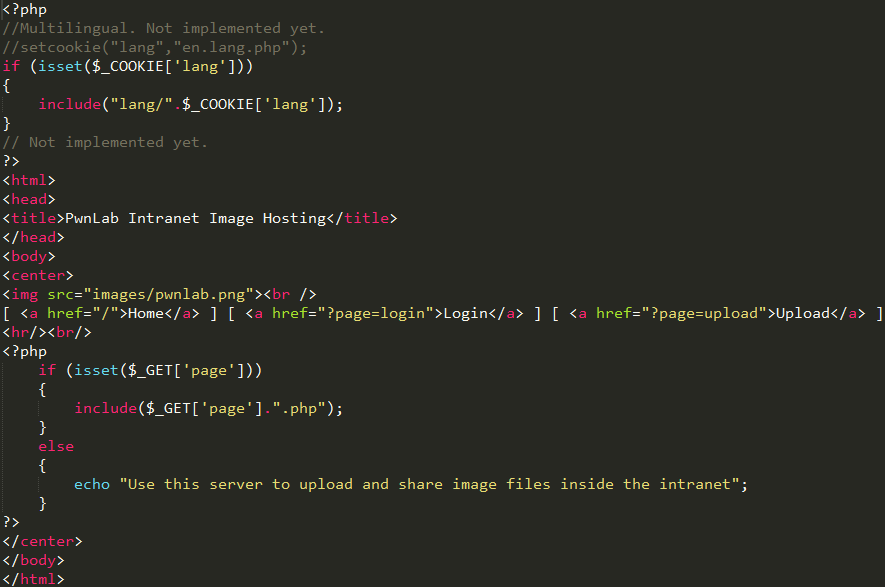 <?php
//Multilingual. Not implemented yet.
//setcookie("lang","en.lang.php");
if (isset($_COOKIE['lang']))
{
    include("lang/".$_COOKIE['lang']);
}
// Not implemented yet.
?>
<html>
<head>
<title>PwnLab Intranet Image Hosting</title>
</head>
<body>
<center>
<img src="images/pwnlab.png"><br />
[ <a href="/">Home</a> ] [ <a href="?page=login">Login</a> ] [ <a href="?page=upload">Upload</a> ]
<hr/><br/>
<?php
    if (isset($_GET['page']))
    {
        include($_GET['page'].".php");
    }
    else
    {
        echo "Use this server to upload and share image files inside the intranet";
    }
?>
</center>
</body>
</html>